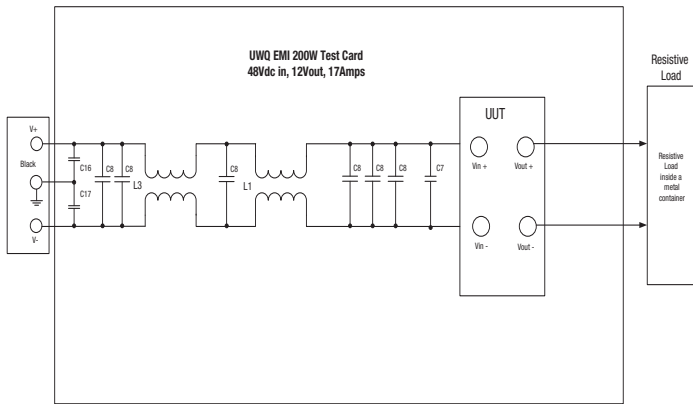 UWQ EMI 200W Test Card
48Vdc in, 12Vout, 17Amps
Resistive
Load
UUT
V+
Black
V-
C16
C17
C8
C8
L3
C8
L1
C8
C8
C8
C7
Vin +
Vout +
Vin -
Vout -
Resistive
Load
inside a
metal
container